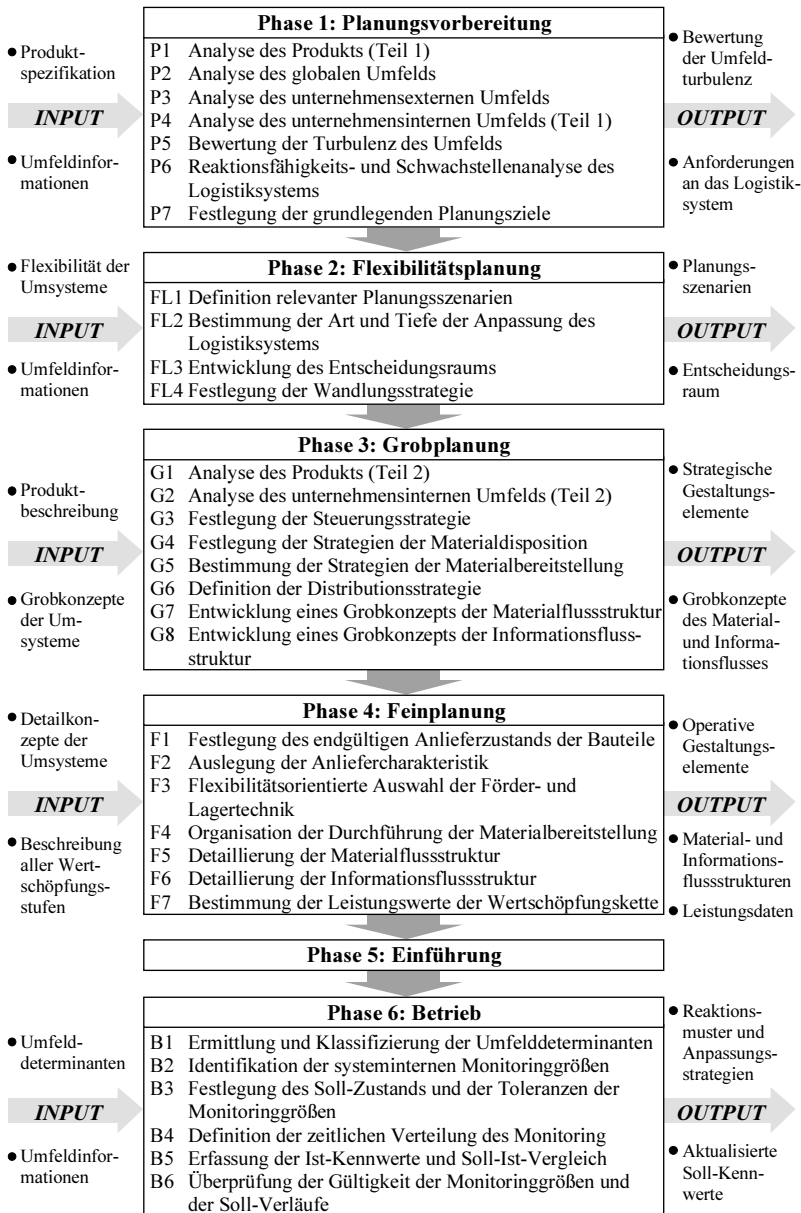 Phase 1: Planungsvorbereitung
● Produkt-
spezifikation
INPUT
● Umfeldinfor-
mationen
P1 Analyse des Produkts (Teil 1)
P2 Analyse des globalen Umfelds
P3 Analyse des unternehmensexternen Umfelds
P4 Analyse des unternehmensinternen Umfelds (Teil 1)
P5 Bewertung der Turbulenz des Umfelds
P6 Reaktionsfähigkeits- und Schwachstellenanalyse des
Logistiksystems
P7 Festlegung der grundlegenden Planungsziele
● Bewertung
der Umfeld-
turbulenz
OUTPUT
● Anforderungen
an das Logistik-
system
Phase 2: Flexibilitätsplanung
● Flexibilität der
Umsysteme
INPUT
● Umfeldinfor-
mationen
FL1 Definition relevanter Planungsszenarien
FL2 Bestimmung der Art und Tiefe der Anpassung des
Logistiksystems
FL3 Entwicklung des Entscheidungsraums
FL4 Festlegung der Wandlungsstrategie
● Planungs-
szenarien
OUTPUT
● Entscheidungs-
raum
Phase 3: Grobplanung
● Produkt-
beschreibung
INPUT
● Grobkonzepte
der Um-
systeme
G1 Analyse des Produkts (Teil 2)
G2 Analyse des unternehmensinternen Umfelds (Teil 2)
G3 Festlegung der Steuerungsstrategie
G4 Festlegung der Strategien der Materialdisposition
G5 Bestimmung der Strategien der Materialbereitstellung
G6 Definition der Distributionsstrategie
G7 Entwicklung eines Grobkonzepts der Materialflussstruktur
G8 Entwicklung eines Grobkonzepts der Informationsfluss-
struktur
● Strategische
Gestaltungs-
elemente
OUTPUT
● Grobkonzepte
des Material-
und Informa-
tionsflusses
Phase 4: Feinplanung
● Detailkon-
zepte der
Umsysteme
INPUT
● Beschreibung
aller Wert-
schöpfungs-
stufen
F1 Festlegung des endgültigen Anlieferzustands der Bauteile
F2 Auslegung der Anliefercharakteristik
F3 Flexibilitätsorientierte Auswahl der Förder- und
Lagertechnik
F4 Organisation der Durchführung der Materialbereitstellung
F5 Detaillierung der Materialflussstruktur
F6 Detaillierung der Informationsflussstruktur
F7 Bestimmung der Leistungswerte der Wertschöpfungskette
● Operative
Gestaltungs-
elemente
OUTPUT
● Material- und
Informations-
flussstrukturen
● Leistungsdaten
Phase 5: Einführung
Phase 6: Betrieb
● Umfeld-
determinanten
INPUT
● Umfeldinfor-
mationen
B1 Ermittlung und Klassifizierung der Umfelddeterminanten
B2 Identifikation der systeminternen Monitoringgrößen
B3 Festlegung des Soll-Zustands und der Toleranzen der
Monitoringgrößen
B4 Definition der zeitlichen Verteilung des Monitoring
B5 Erfassung der Ist-Kennwerte und Soll-Ist-Vergleich
B6 Überprüfung der Gültigkeit der Monitoringgrößen und
der Soll-Verläufe
● Reaktions-
muster und
Anpassungs-
strategien
OUTPUT
● Aktualisierte
Soll-Kenn-
werte